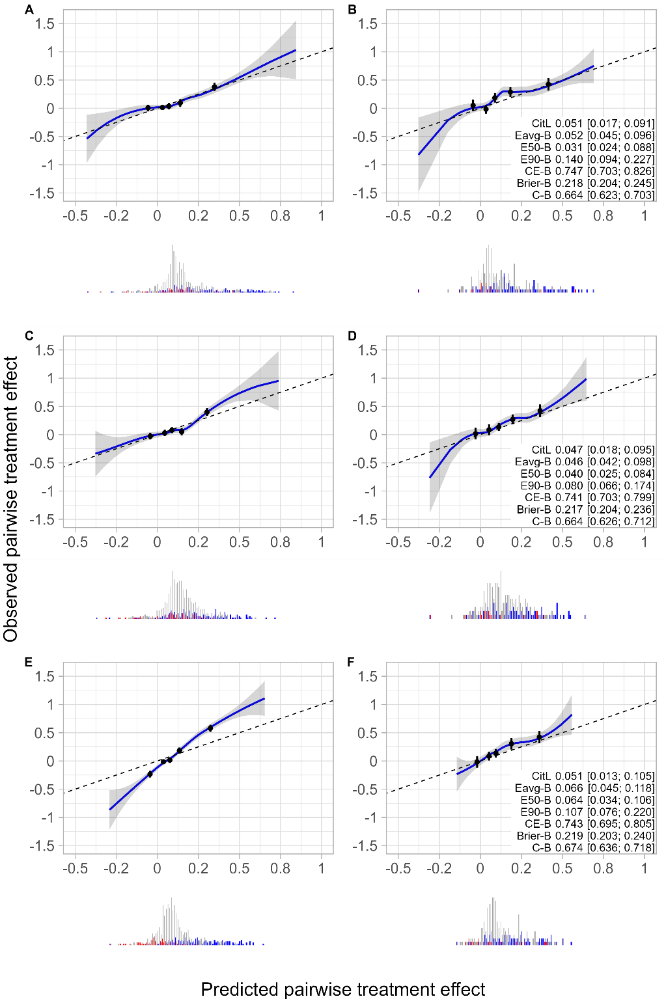 A
B
1.5
1
0.5
0
-0.5
-1
-1.5
-0.5
-0.2
0
0.2
0.5
0.8
1
1.5
1
0.5
0
-0.5
-1
-1.5
CitL 0.051 [0.017; 0.091]
Eavg-B 0.052 [0.045; 0.096]
E50-B 0.031 [0.024; 0.088]
E90-B 0.140 [0.094; 0.227]
CE-B 0.747 [0.703; 0.826]
Brier-B 0.218 [0.204; 0.245]
C-B 0.664 [0.623; 0.703]
-0.5
-0.2
0
0.2
0.5
0.8
1
Observed pairwise treatment effect
C
D
1.5
1
0.5
0
-0.5
-1
-1.5
-0.5
-0.2
0
0.2
0.5
0.8
1
1.5
1
0.5
0
-0.5
-1
-1.5
CitL 0.047 [0.018; 0.095]
Eavg-B 0.046 [0.042; 0.098]
E50-B 0.040 [0.025; 0.084]
E90-B 0.080 [0.066; 0.174]
CE-B 0.741 [0.703; 0.799]
Brier-B 0.217 [0.204; 0.236]
C-B 0.664 [0.626; 0.712]
-0.5
-0.2
0
0.2
0.5
0.8
1
E
F
1.5
1
0.5
0
-0.5
-1
-1.5
-0.5
-0.2
0
0.2
0.5
0.8
1
1.5
1
0.5
0
-0.5
-1
-1.5
CitL 0.051 [0.013; 0.105]
Eavg-B 0.066 [0.045; 0.118]
E50-B 0.064 [0.034; 0.106]
E90-B 0.107 [0.076; 0.220]
CE-B 0.743 [0.695; 0.805]
Brier-B 0.219 [0.203; 0.240]
C-B 0.674 [0.636; 0.718]
-0.5
-0.2
0
0.2
0.5
0.8
1
Predicted pairwise treatment effect